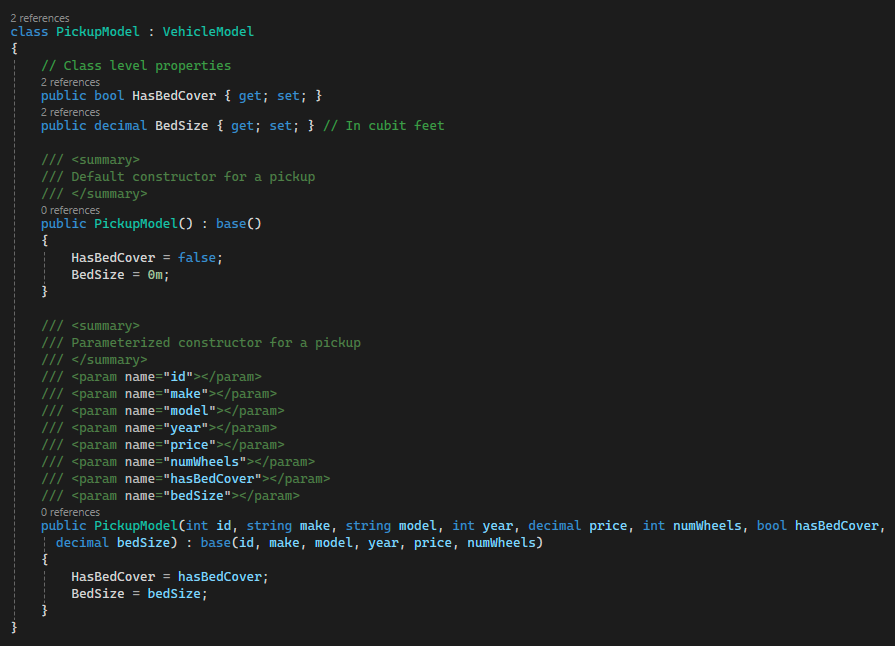 2 references
class PickupModel : VehicleModel
{
// Class level properties
2 references
public bool HasBedCover { get; set; }
2 references
public decimal BedSize { get; set; } // In cubit feet
/// <summary>
/// Default constructor for a pickup
/// </summary>
0 references
public PickupModel() : base()
{
HasBedCover = false;
BedSize = 0m;
}
/// <summary>
/// Parameterized constructor for a pickup
/// </summary>
/// <param name="id"></param>
/// <param name="make"></param>
/// <param name="model"></param>
/// <param name="year"></param>
/// <param name="price"></param>
/// <param name="numWheels"></param>
/// <param name="hasBedCover"></param>
/// <param name="bedSize"></param>
0 references
public PickupModel(int id, string make, string model, int year, decimal price, int numWheels, bool hasBedCover,
decimal bedSize) : base(id, make, model, year, price, numWheels)
{
HasBedCover = hasBedCover;
BedSize = bedSize;
}
}